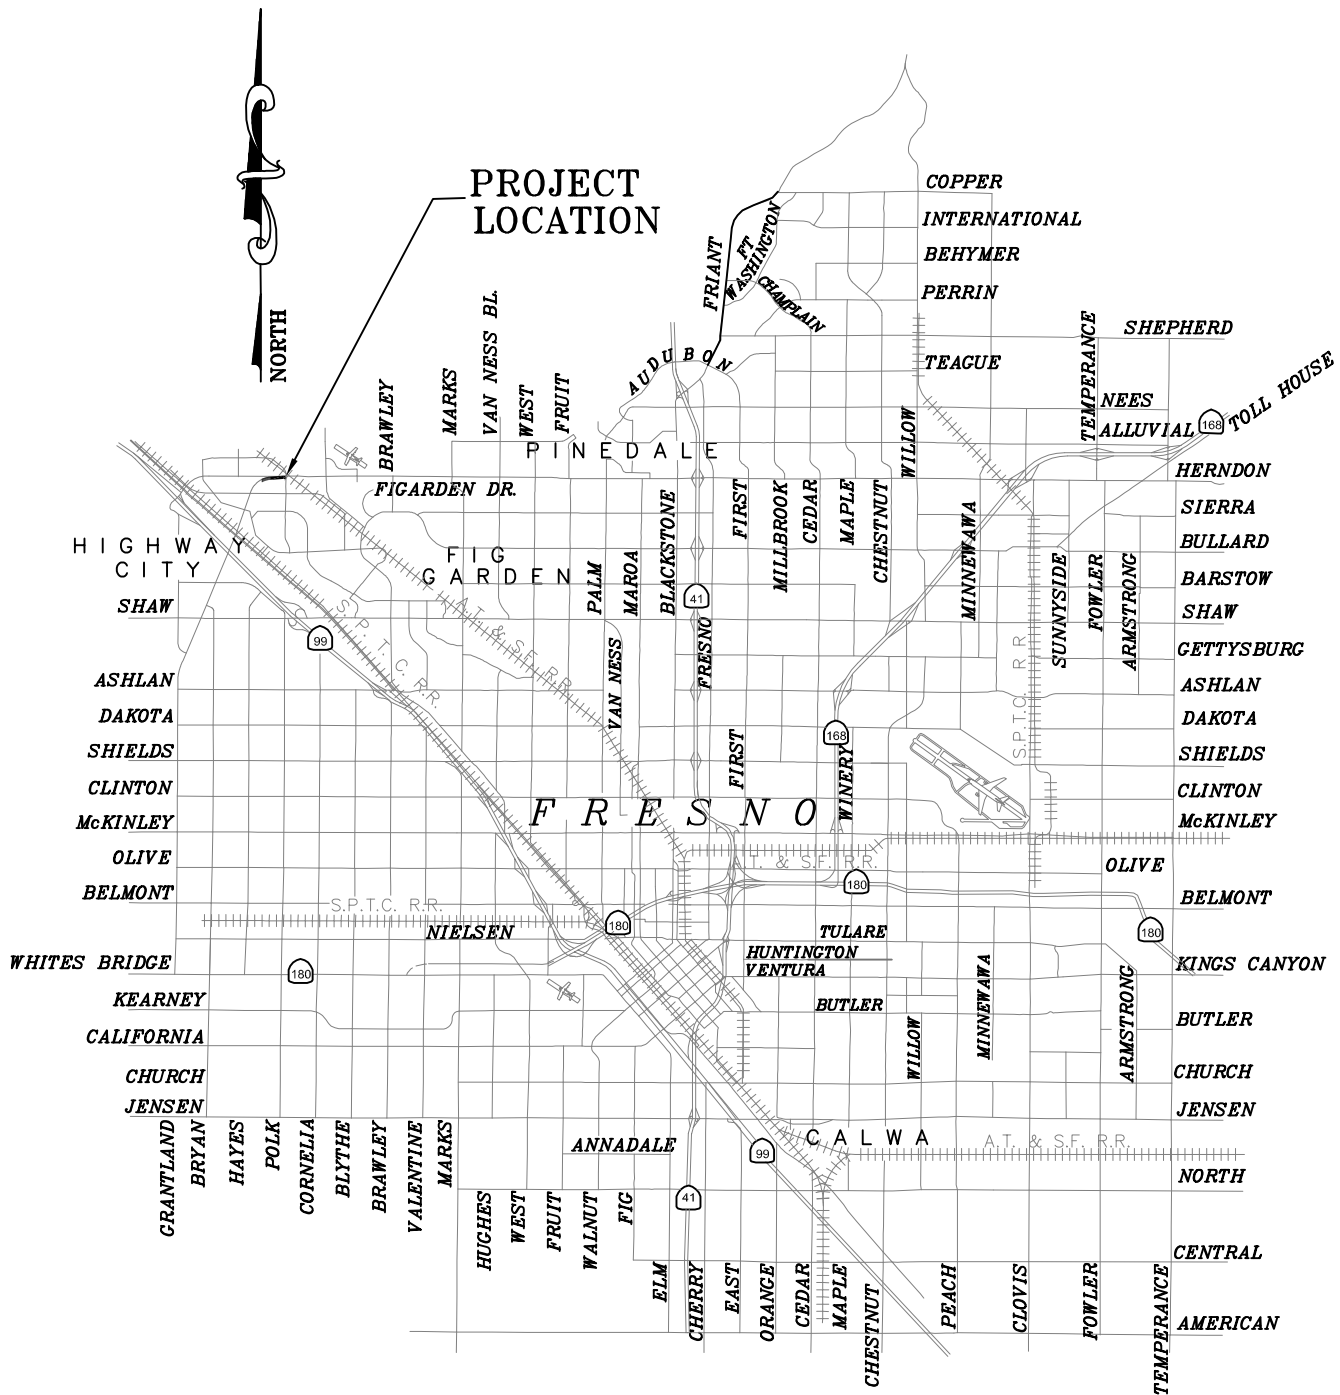 PROJECT
LOCATION
NORTH
COPPER
INTERNATIONAL
BEHYMER
PERRIN
SHEPHERD
TEAGUE
FRIANT
FT
WASHINGTON
CHAMPLAIN
AUDUBON
TEMPERANCE
NEES
ALLUVIAL
168
TOLL HOUSE
BRAWLEY
MARKS
VAN NESS BL.
WEST
FRUIT
PINEDALE
WILLOW
HERNDON
FIGARDEN DR.
SIERRA
BULLARD
BARSTOW
SHAW
GETTYSBURG
ASHLAN
DAKOTA
SHIELDS
CLINTON
McKINLEY
OLIVE
BELMONT
HIGHWAY
CITY
FIG
GARDEN
PALM
MAROA
BLACKSTONE
FIRST
MILLBROOK
CEDAR
MAPLE
CHESTNUT
MINNEWAWA
SUNNYSIDE
FOWLER
ARMSTRONG
41
FRESNO
VAN NESS
SHAW
99
S.P.T.C. R.R.
A.T. & S.F. R.R.
S.P.T.C. R R
ASHLAN
DAKOTA
SHIELDS
CLINTON
McKINLEY
OLIVE
BELMONT
FIRST
168
WINERY
FRESNO
A.T. & S.F. R.R.
180
S.P.T.C. R.R.
NIELSEN
180
TULARE
HUNTINGTON
VENTURA
180
KINGS CANYON
WHITES BRIDGE
180
KEARNEY
CALIFORNIA
CHURCH
JENSEN
BUTLER
WILLOW
MINNEWAWA
ARMSTRONG
BUTLER
CHURCH
JENSEN
GRANTLAND
BRYAN
HAYES
POLK
CORNELIA
BLYTHE
BRAWLEY
VALENTINE
MARKS
ANNADALE
99
CALWA
A.T. & S.F. R.R.
NORTH
HUGHES
WEST
FRUIT
WALNUT
FIG
41
CENTRAL
ELM
CHERRY
EAST
ORANGE
CEDAR
MAPLE
CHESTNUT
PEACH
CLOVIS
FOWLER
TEMPERANCE
AMERICAN